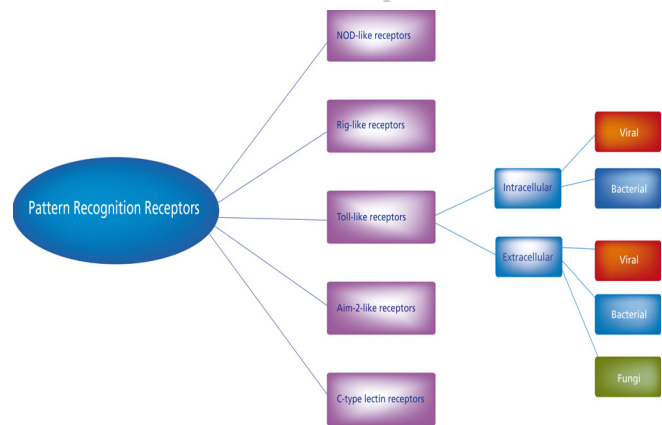 Pattern Recognition Receptors
NOD-like receptors
Rig-like receptors
Toll-like receptors
Aim-2-like receptors
C-type lectin receptors
Intracellular
Extracellular
Viral
Bacterial
Viral
Bacterial
Fungi